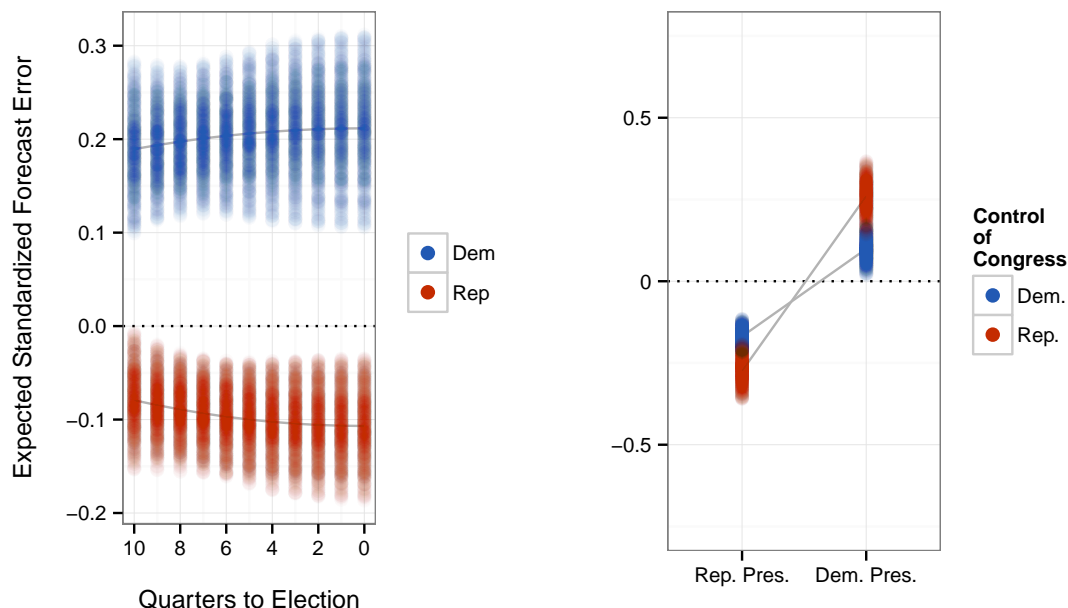 Expected Standardized Forecast Error
0.3
0.2
0.1
0.0
−0.1
−0.2
10 8 6 4 2 0
Quarters to Election
Dem
Rep
0.5
0
−0.5
Rep. Pres. Dem. Pres.
Control
of
Congress
Dem.
Rep.